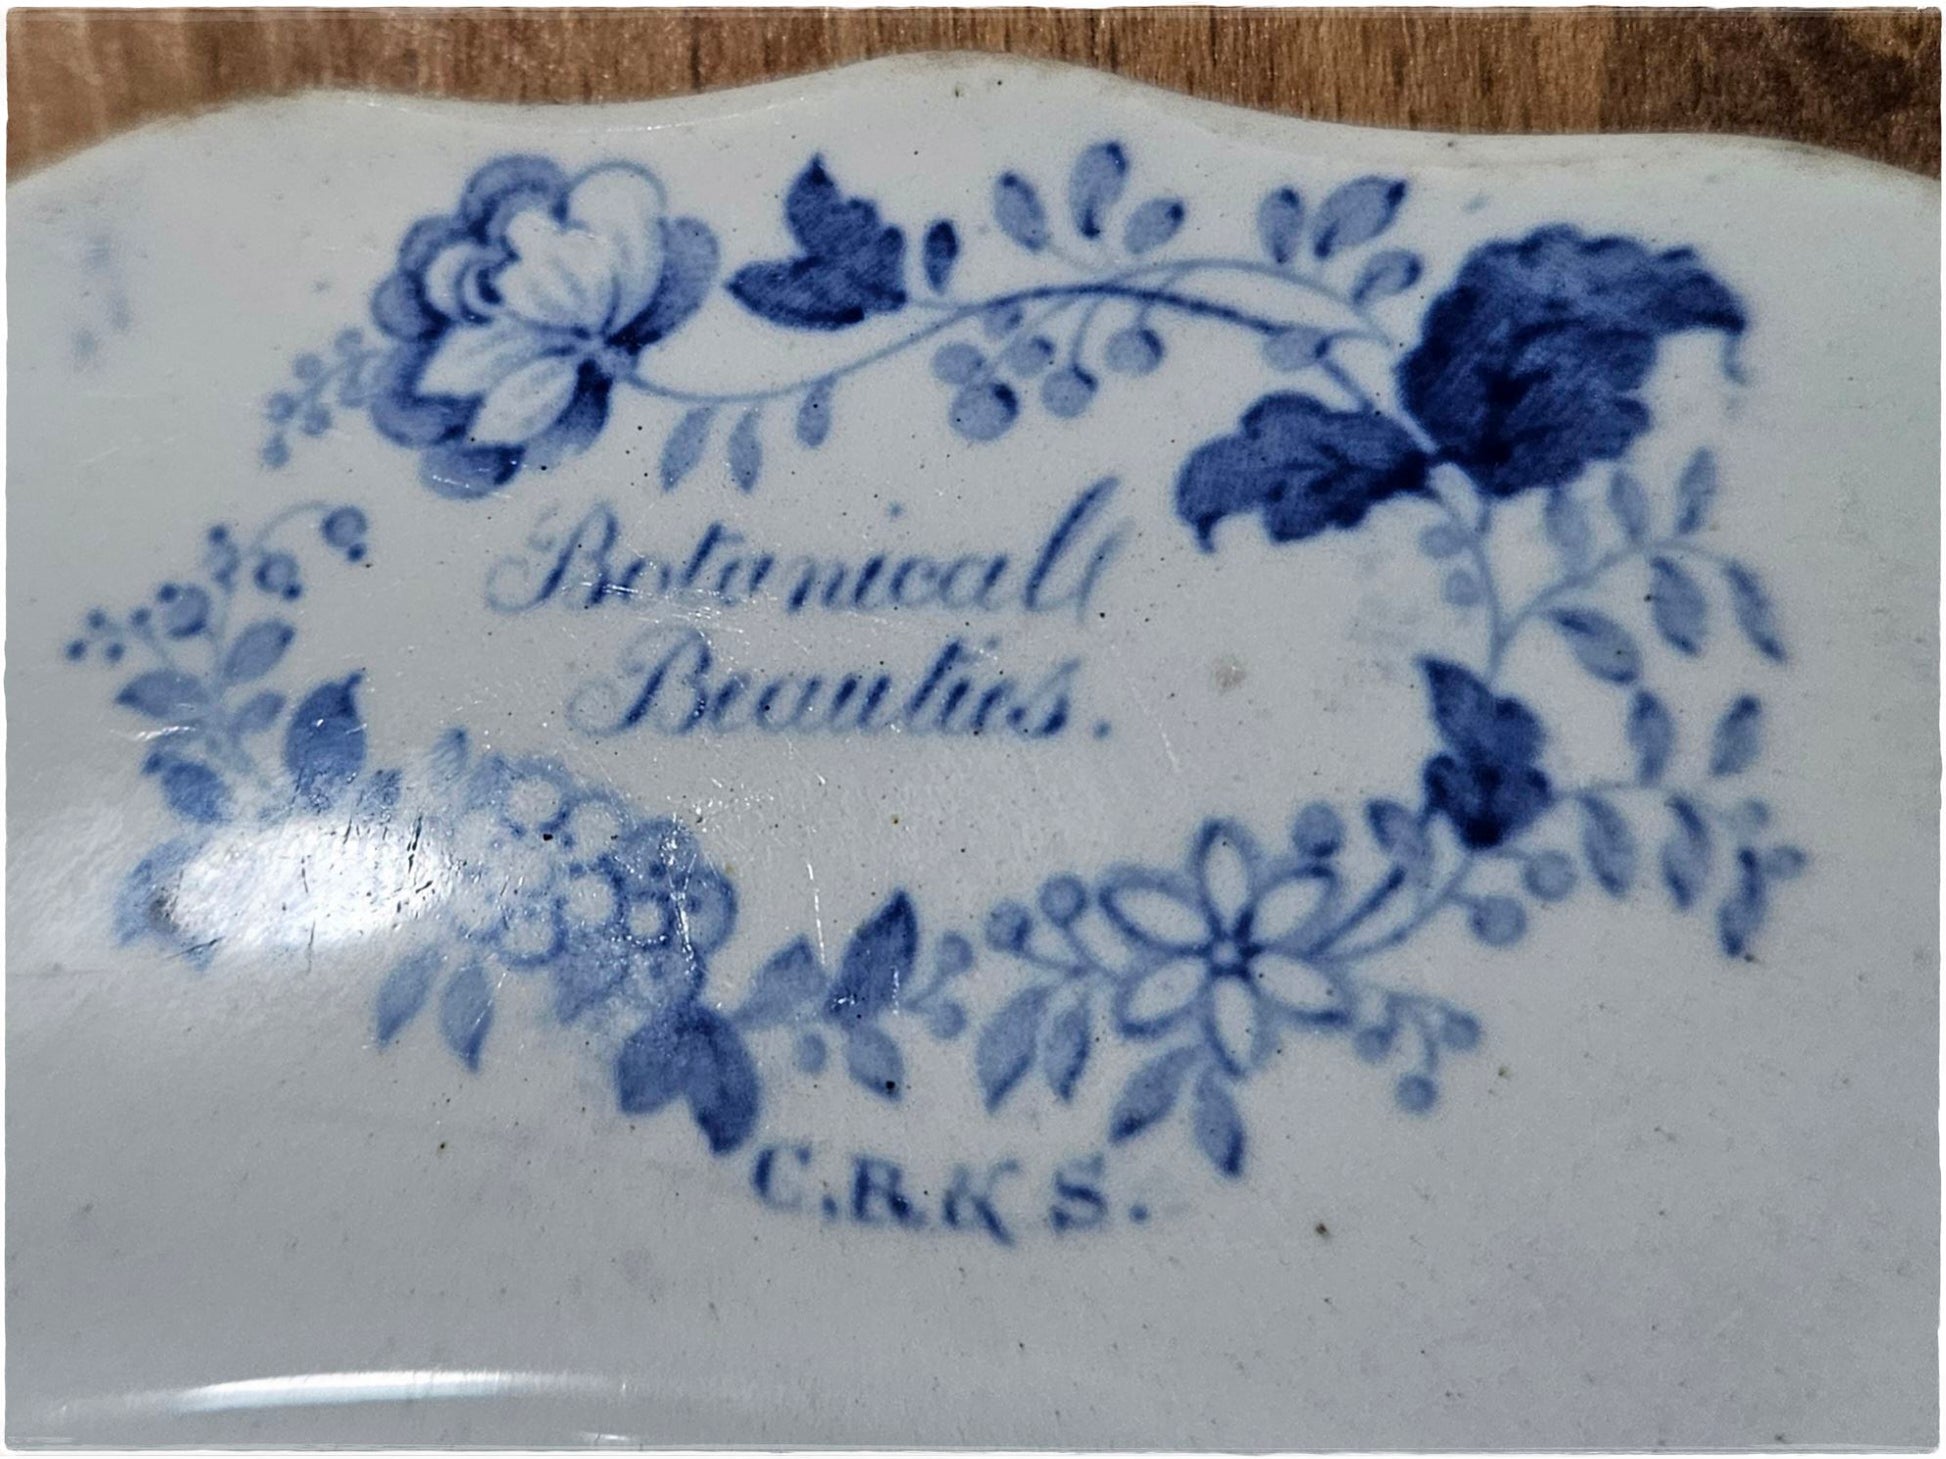 Botanical
Beauties.
C.R.K S.